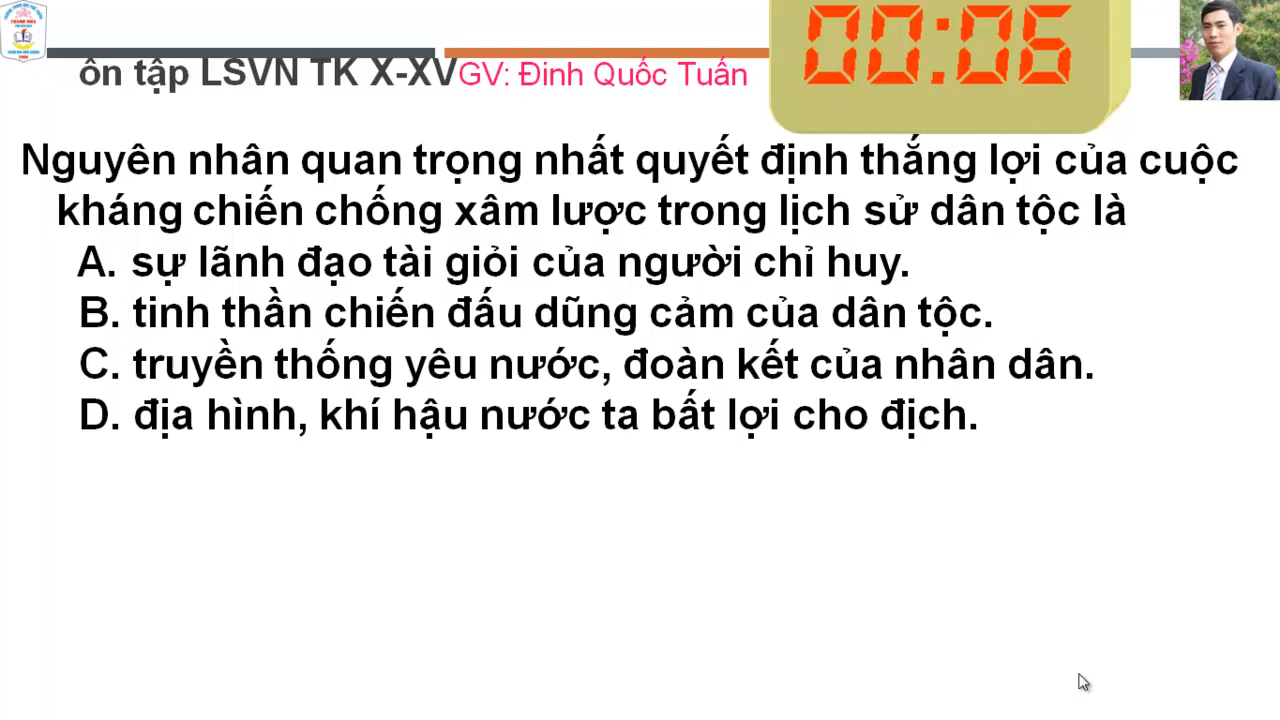 ôn tập LSVN TK X-XV GV: Đinh Quốc Tuấn
00:06
Nguyên nhân quan trọng nhất quyết định thắng lợi của cuộc
kháng chiến chống xâm lược trong lịch sử dân tộc là
A. sự lãnh đạo tài giỏi của người chỉ huy.
B. tinh thần chiến đấu dũng cảm của dân tộc.
C. truyền thống yêu nước, đoàn kết của nhân dân.
D. địa hình, khí hậu nước ta bất lợi cho địch.